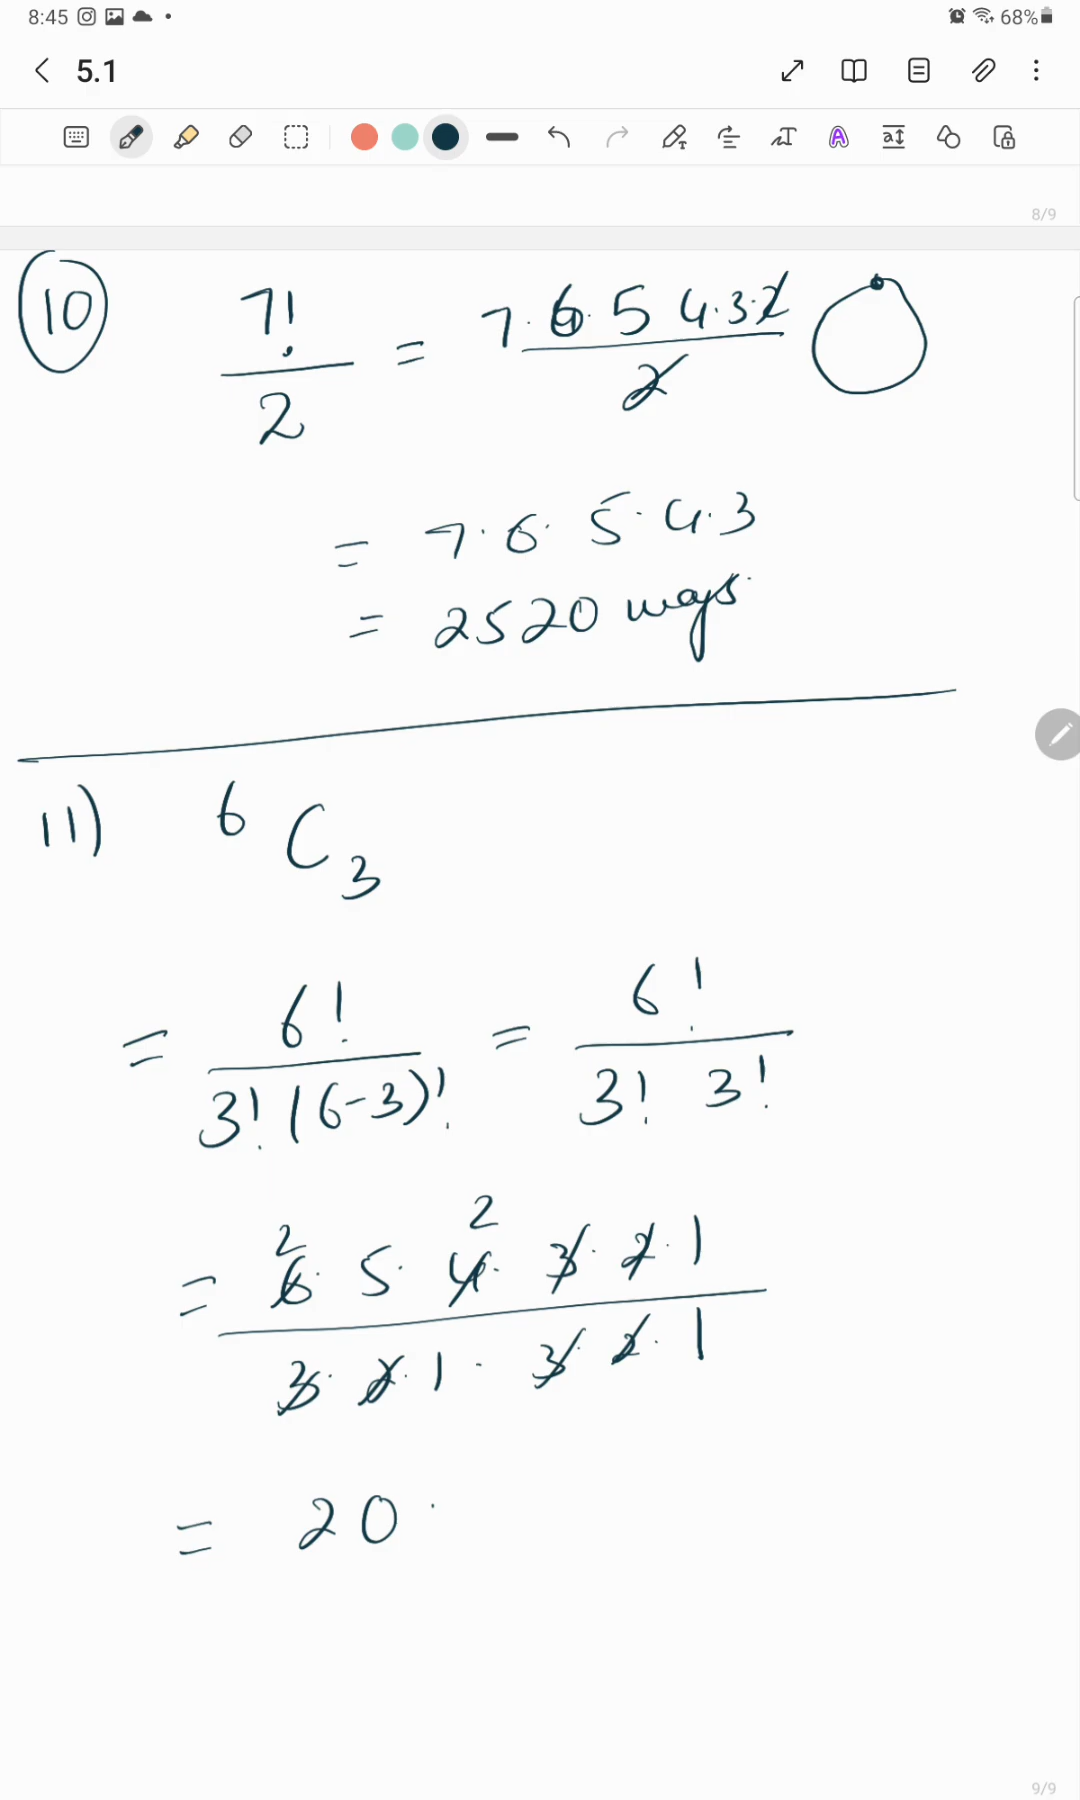 8:45
68%
5.1
8/9
10 7!/2 = 7·6·5 4·3·2/2
= 7·6·5·4·3
= 2520 ways.
11) 6C3
= 6!/3!(6-3)! = 6!/3! 3!
2 2
= 6·5·4·3·2·1/3·2·1·3·2·1
= 20.
9/9